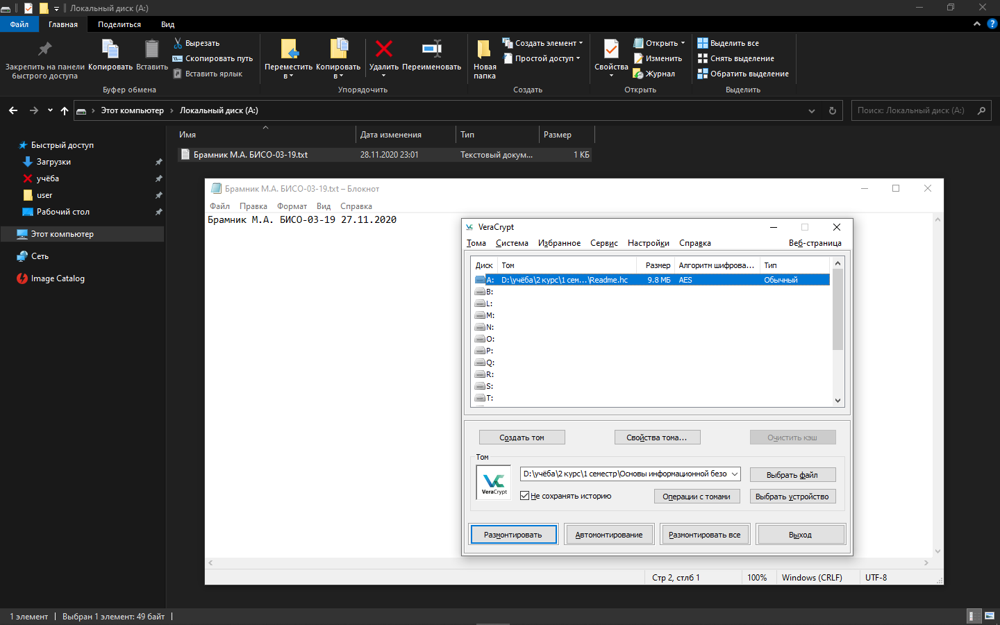 Локальный диск (A:)
Файл Главная Поделиться Вид
Закрепить на панели быстрого доступа
Копировать
Вставить
Вырезать
Скопировать путь
Вставить ярлык
Буфер обмена
Переместить в
Копировать в
Удалить
Переименовать
Упорядочить
Новая папка
Создать элемент
Простой доступ
Создать
Свойства
Открыть
Изменить
Журнал
Открыть
Выделить все
Снять выделение
Обратить выделение
Выделить
Этот компьютер Локальный диск (A:)
Поиск: Локальный диск (A:)
Быстрый доступ
Загрузки
учёба
user
Рабочий стол
Этот компьютер
Сеть
Image Catalog
Имя Дата изменения Тип Размер
Брамник М.А. БИСО-03-19.txt 28.11.2020 23:01 Текстовый докум... 1 КБ
Брамник М.А. БИСО-03-19.txt – Блокнот
Файл Правка Формат Вид Справка
Брамник М.А. БИСО-03-19 27.11.2020
VeraCrypt
Тома Система Избранное Сервис Настройки Справка Веб-страница
Диск Том Размер Алгоритм шифрова... Тип
A: D:\учёба\2 курс\1 сем...\Readme.hc 9.8 МБ AES Обычный
B:
L:
M:
N:
O:
P:
Q:
R:
S:
T:
Создать том Свойства тома... Очистить кэш
Том
VeraCrypt
D:\учёба\2 курс\1 семестр\Основы информационной безо
Выбрать файл
Не сохранять историю
Операции с томами
Выбрать устройство
Размонтировать Автомонтирование Размонтировать все Выход
Стр 2, стлб 1 100% Windows (CRLF) UTF-8
1 элемент Выбран 1 элемент: 49 байт